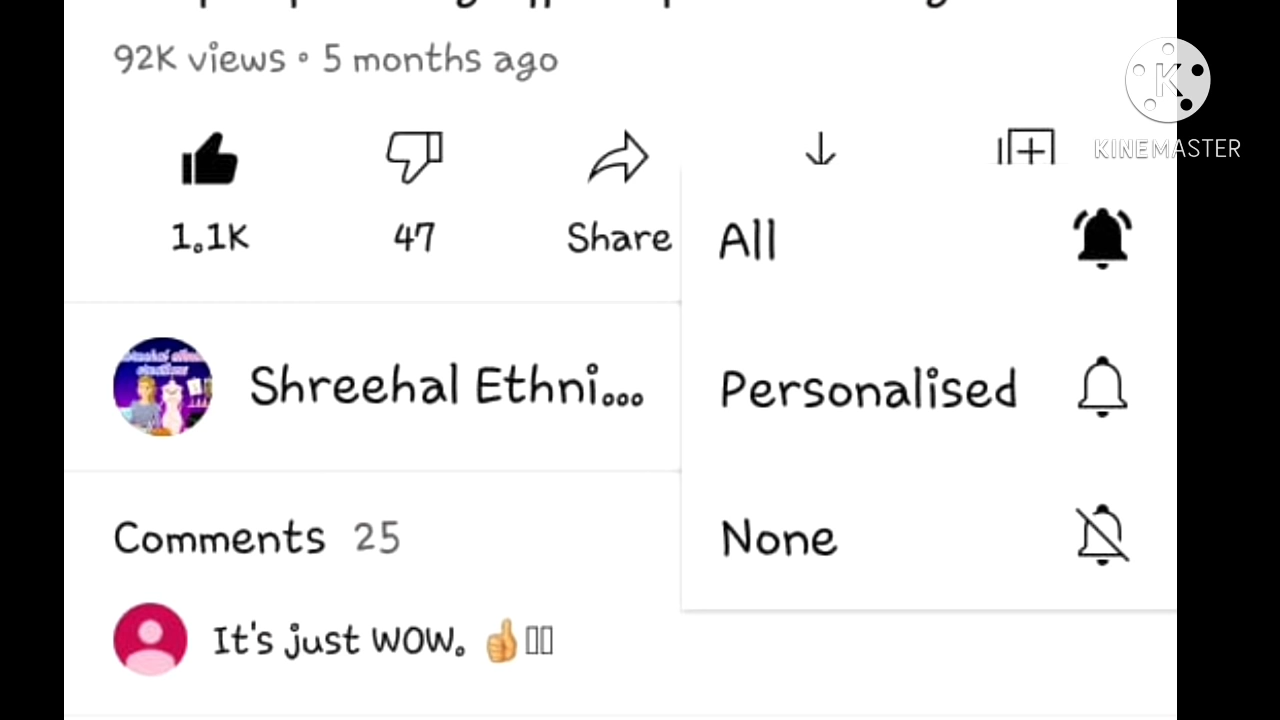 92K views • 5 months ago
KINEMASTER
1.1K
47
Share
All
Shreehal Ethni...
Personalised
Comments 25
None
It's just WOW. 👍